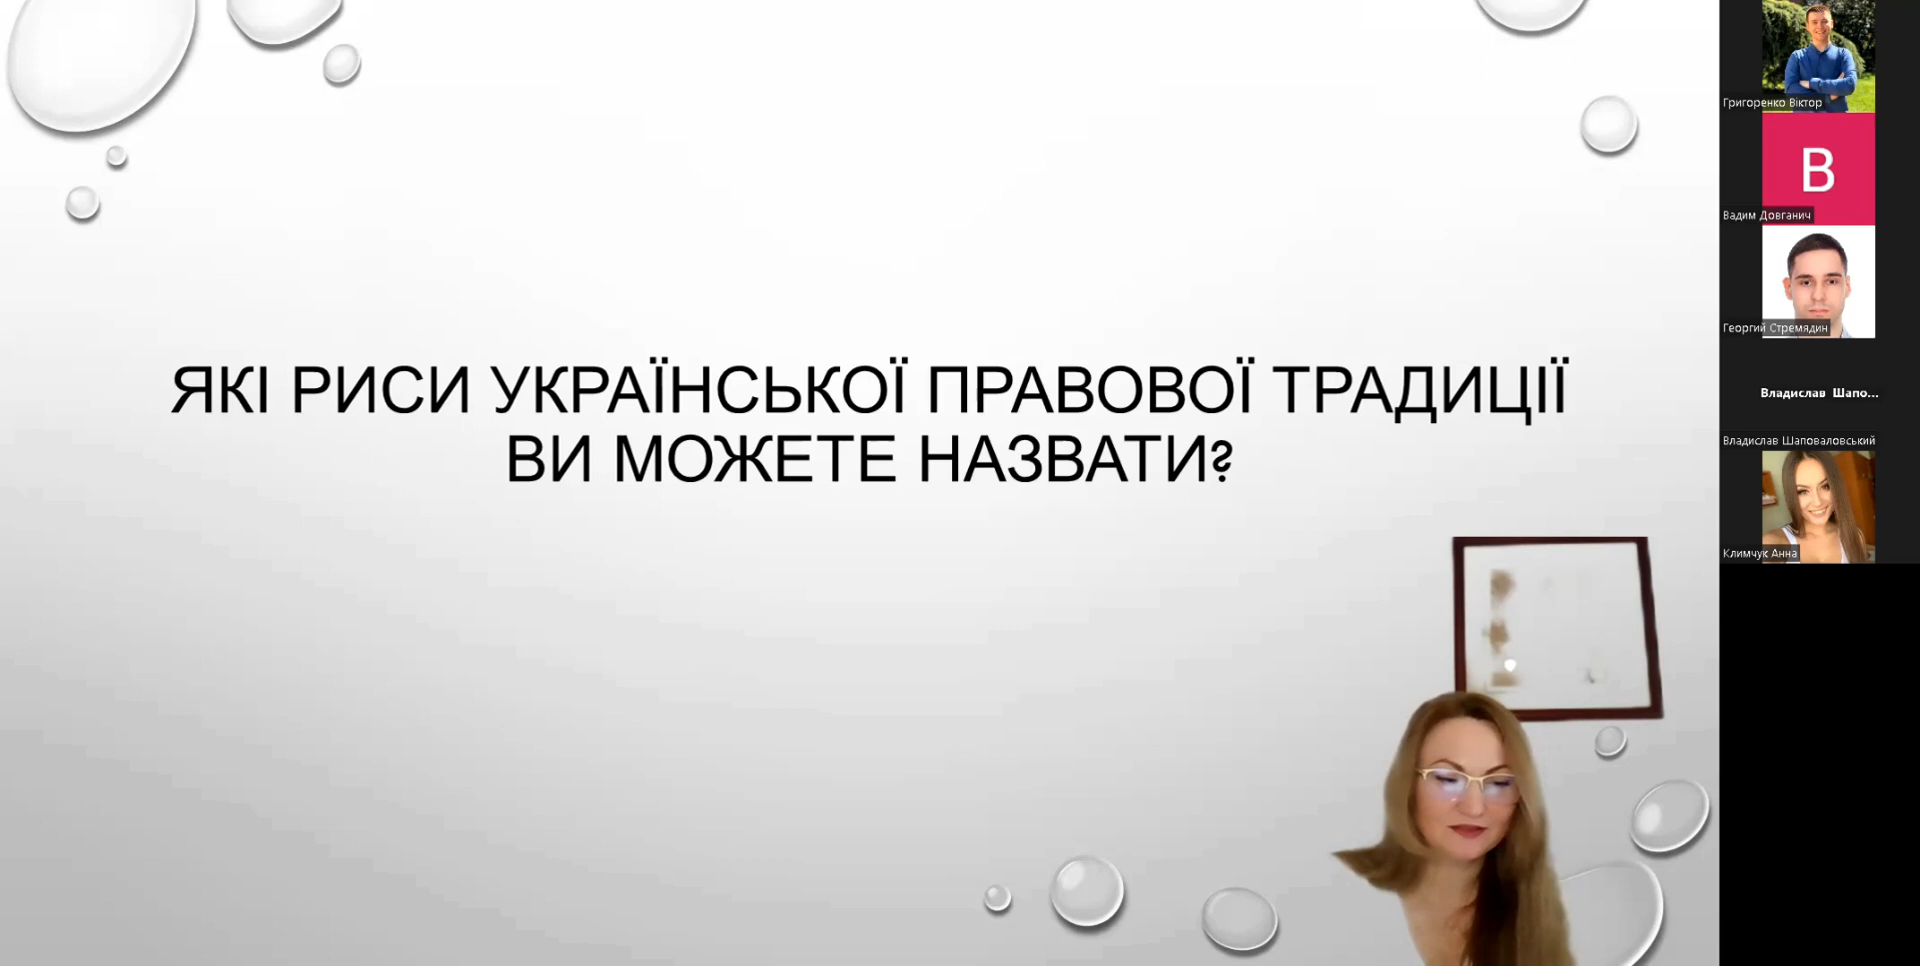 ЯКІ РИСИ УКРАЇНСЬКОЇ ПРАВОВОЇ ТРАДИЦІЇ
ВИ МОЖЕТЕ НАЗВАТИ?
Григоренко Віктор
В
Вадим Довганич
Георгий Стремядин
Владислав Шапо...
Владислав Шаповаловський
Климчук Анна